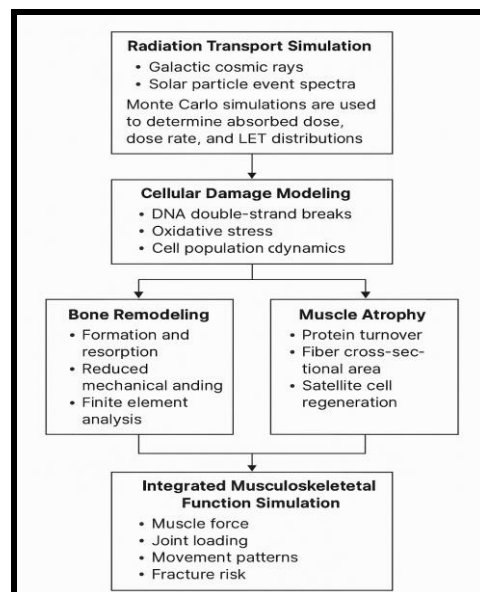 Radiation Transport Simulation
• Galactic cosmic rays
• Solar particle event spectra
Monte Carlo simulations are used
to determine absorbed dose,
dose rate, and LET distributions
Cellular Damage Modeling
• DNA double-strand breaks
• Oxidative stress
• Cell population cdynamics
Bone Remodeling
• Formation and
resorption
• Reduced
mechanical anding
• Finite element
analysis
Muscle Atrophy
• Protein turnover
• Fiber cross-sec-
tional area
• Satellite cell
regeneration
Integrated Musculoskeletetal
Function Simulation
• Muscle force
• Joint loading
• Movement patterns
• Fracture risk